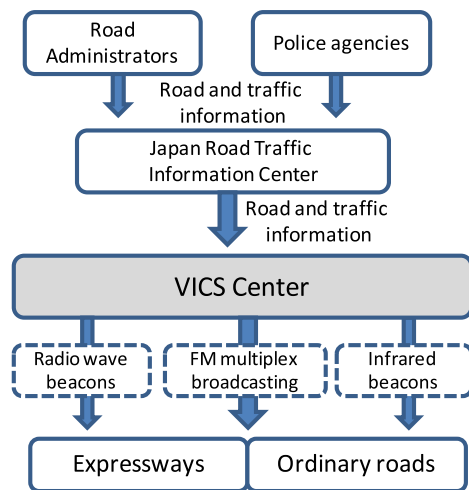 Road
Administrators
Police agencies
Road and traffic
information
Japan Road Traffic
Information Center
Road and traffic
information
VICS Center
Radio wave
beacons
FM multiplex
broadcasting
Infrared
beacons
Expressways
Ordinary roads